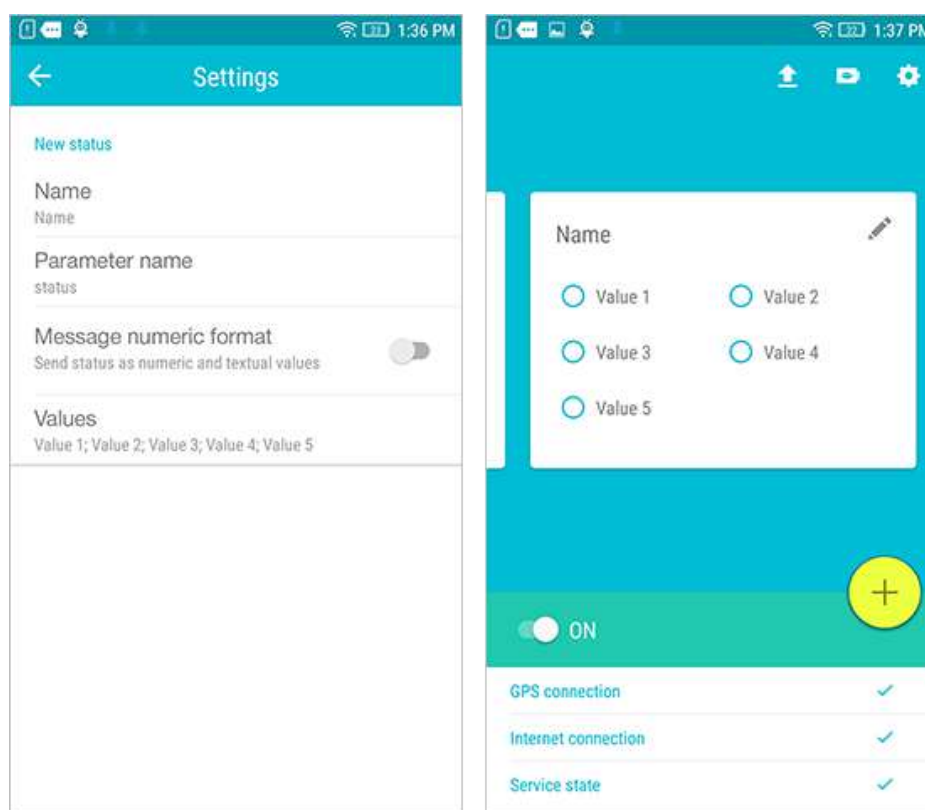 1:36 PM
Settings
New status
Name
Name
Parameter name
status
Message numeric format
Send status as numeric and textual values
Values
Value 1; Value 2; Value 3; Value 4; Value 5
22 1:37 PM
Name
Value 1 Value 2
Value 3 Value 4
Value 5
ON
GPS connection
Internet connection
Service state